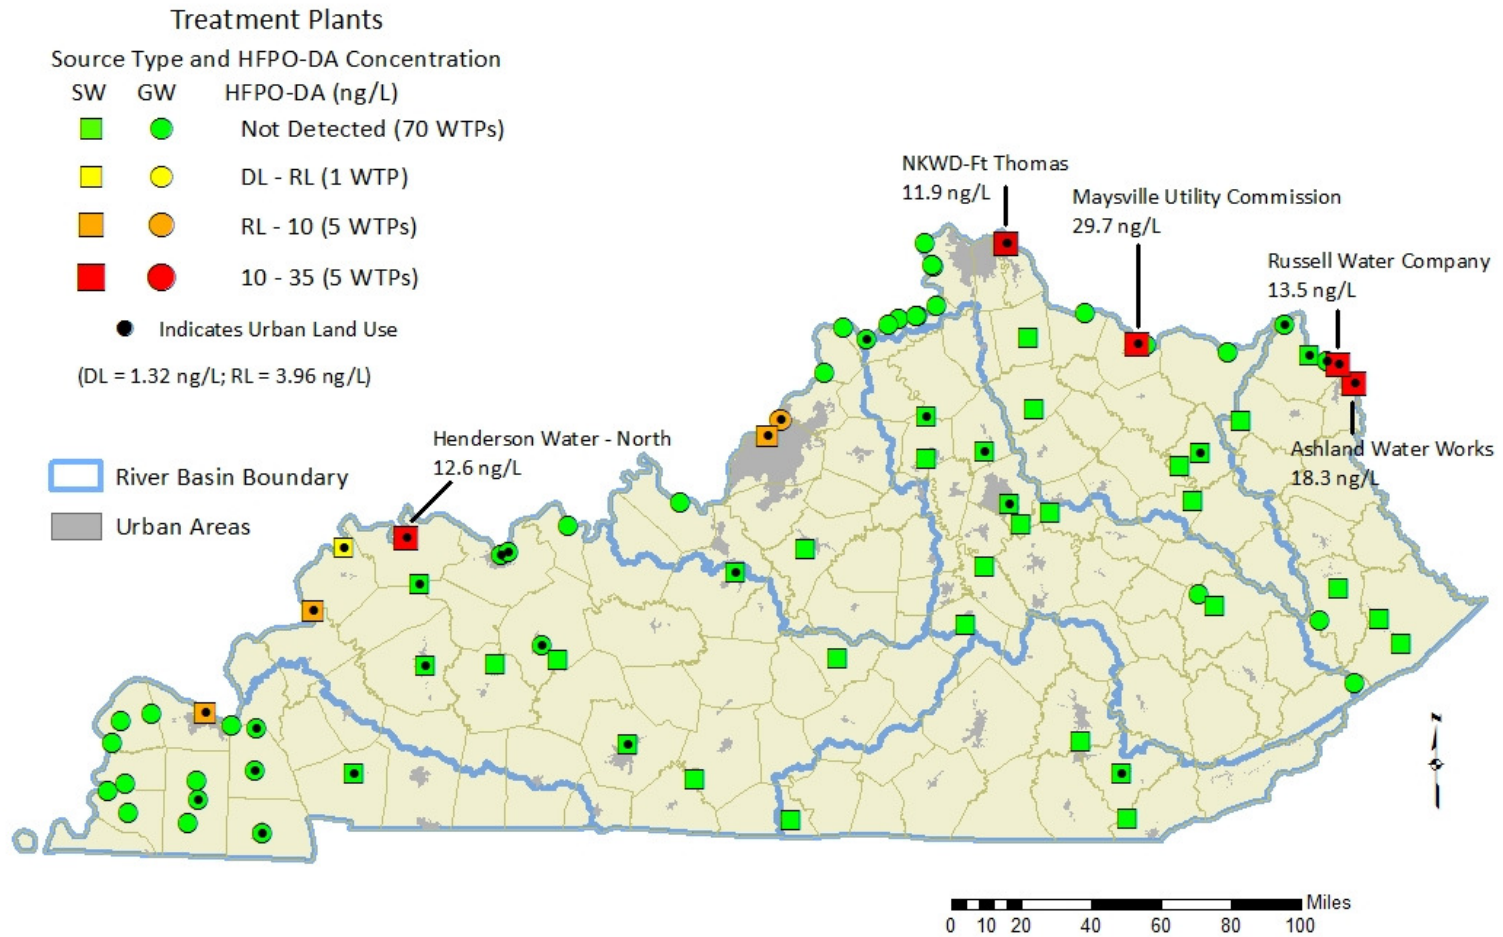 Treatment Plants
Source Type and HFPO-DA Concentration
SW GW HFPO-DA (ng/L)
Not Detected (70 WTPs)
DL - RL (1 WTP)
RL - 10 (5 WTPs)
10 - 35 (5 WTPs)
Indicates Urban Land Use
(DL = 1.32 ng/L; RL = 3.96 ng/L)
River Basin Boundary
Urban Areas
NKWD-Ft Thomas
11.9 ng/L
Maysville Utility Commission
29.7 ng/L
Russell Water Company
13.5 ng/L
Ashland Water Works
18.3 ng/L
Henderson Water - North
12.6 ng/L
N
Miles
0 10 20 40 60 80 100